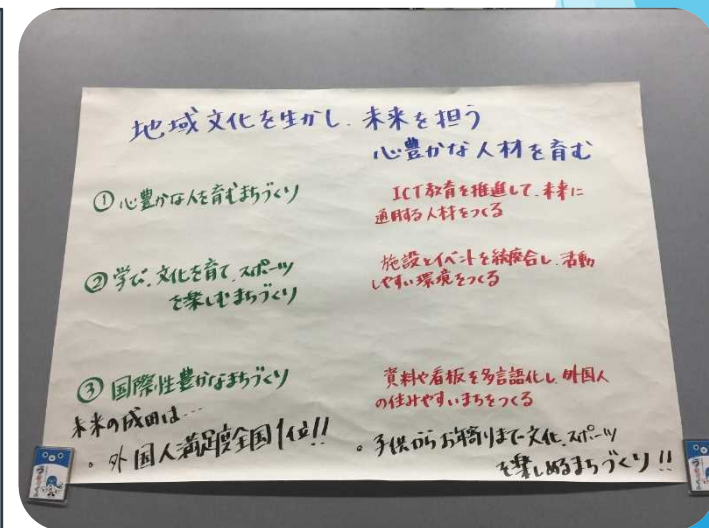 地域文化を生かし、未来を担う
心豊かな人材を育む
①心豊かな人を育むまちづくり
ICT教育を推進して、未来に
通用する人材をつくる
②学び、文化を育て、スポーツ
を楽しむまちづくり
施設とイベントを統廃合し、活動
しやすい環境をつくる
③国際性豊かなまちづくり
資料や看板を多言語化し、外国人
の住みやすいまちをつくる
未来の成田は…
。外国人満足度全国1位!!
。子供からお年寄りまで文化、スポーツ
を楽しめるまちづくり!!